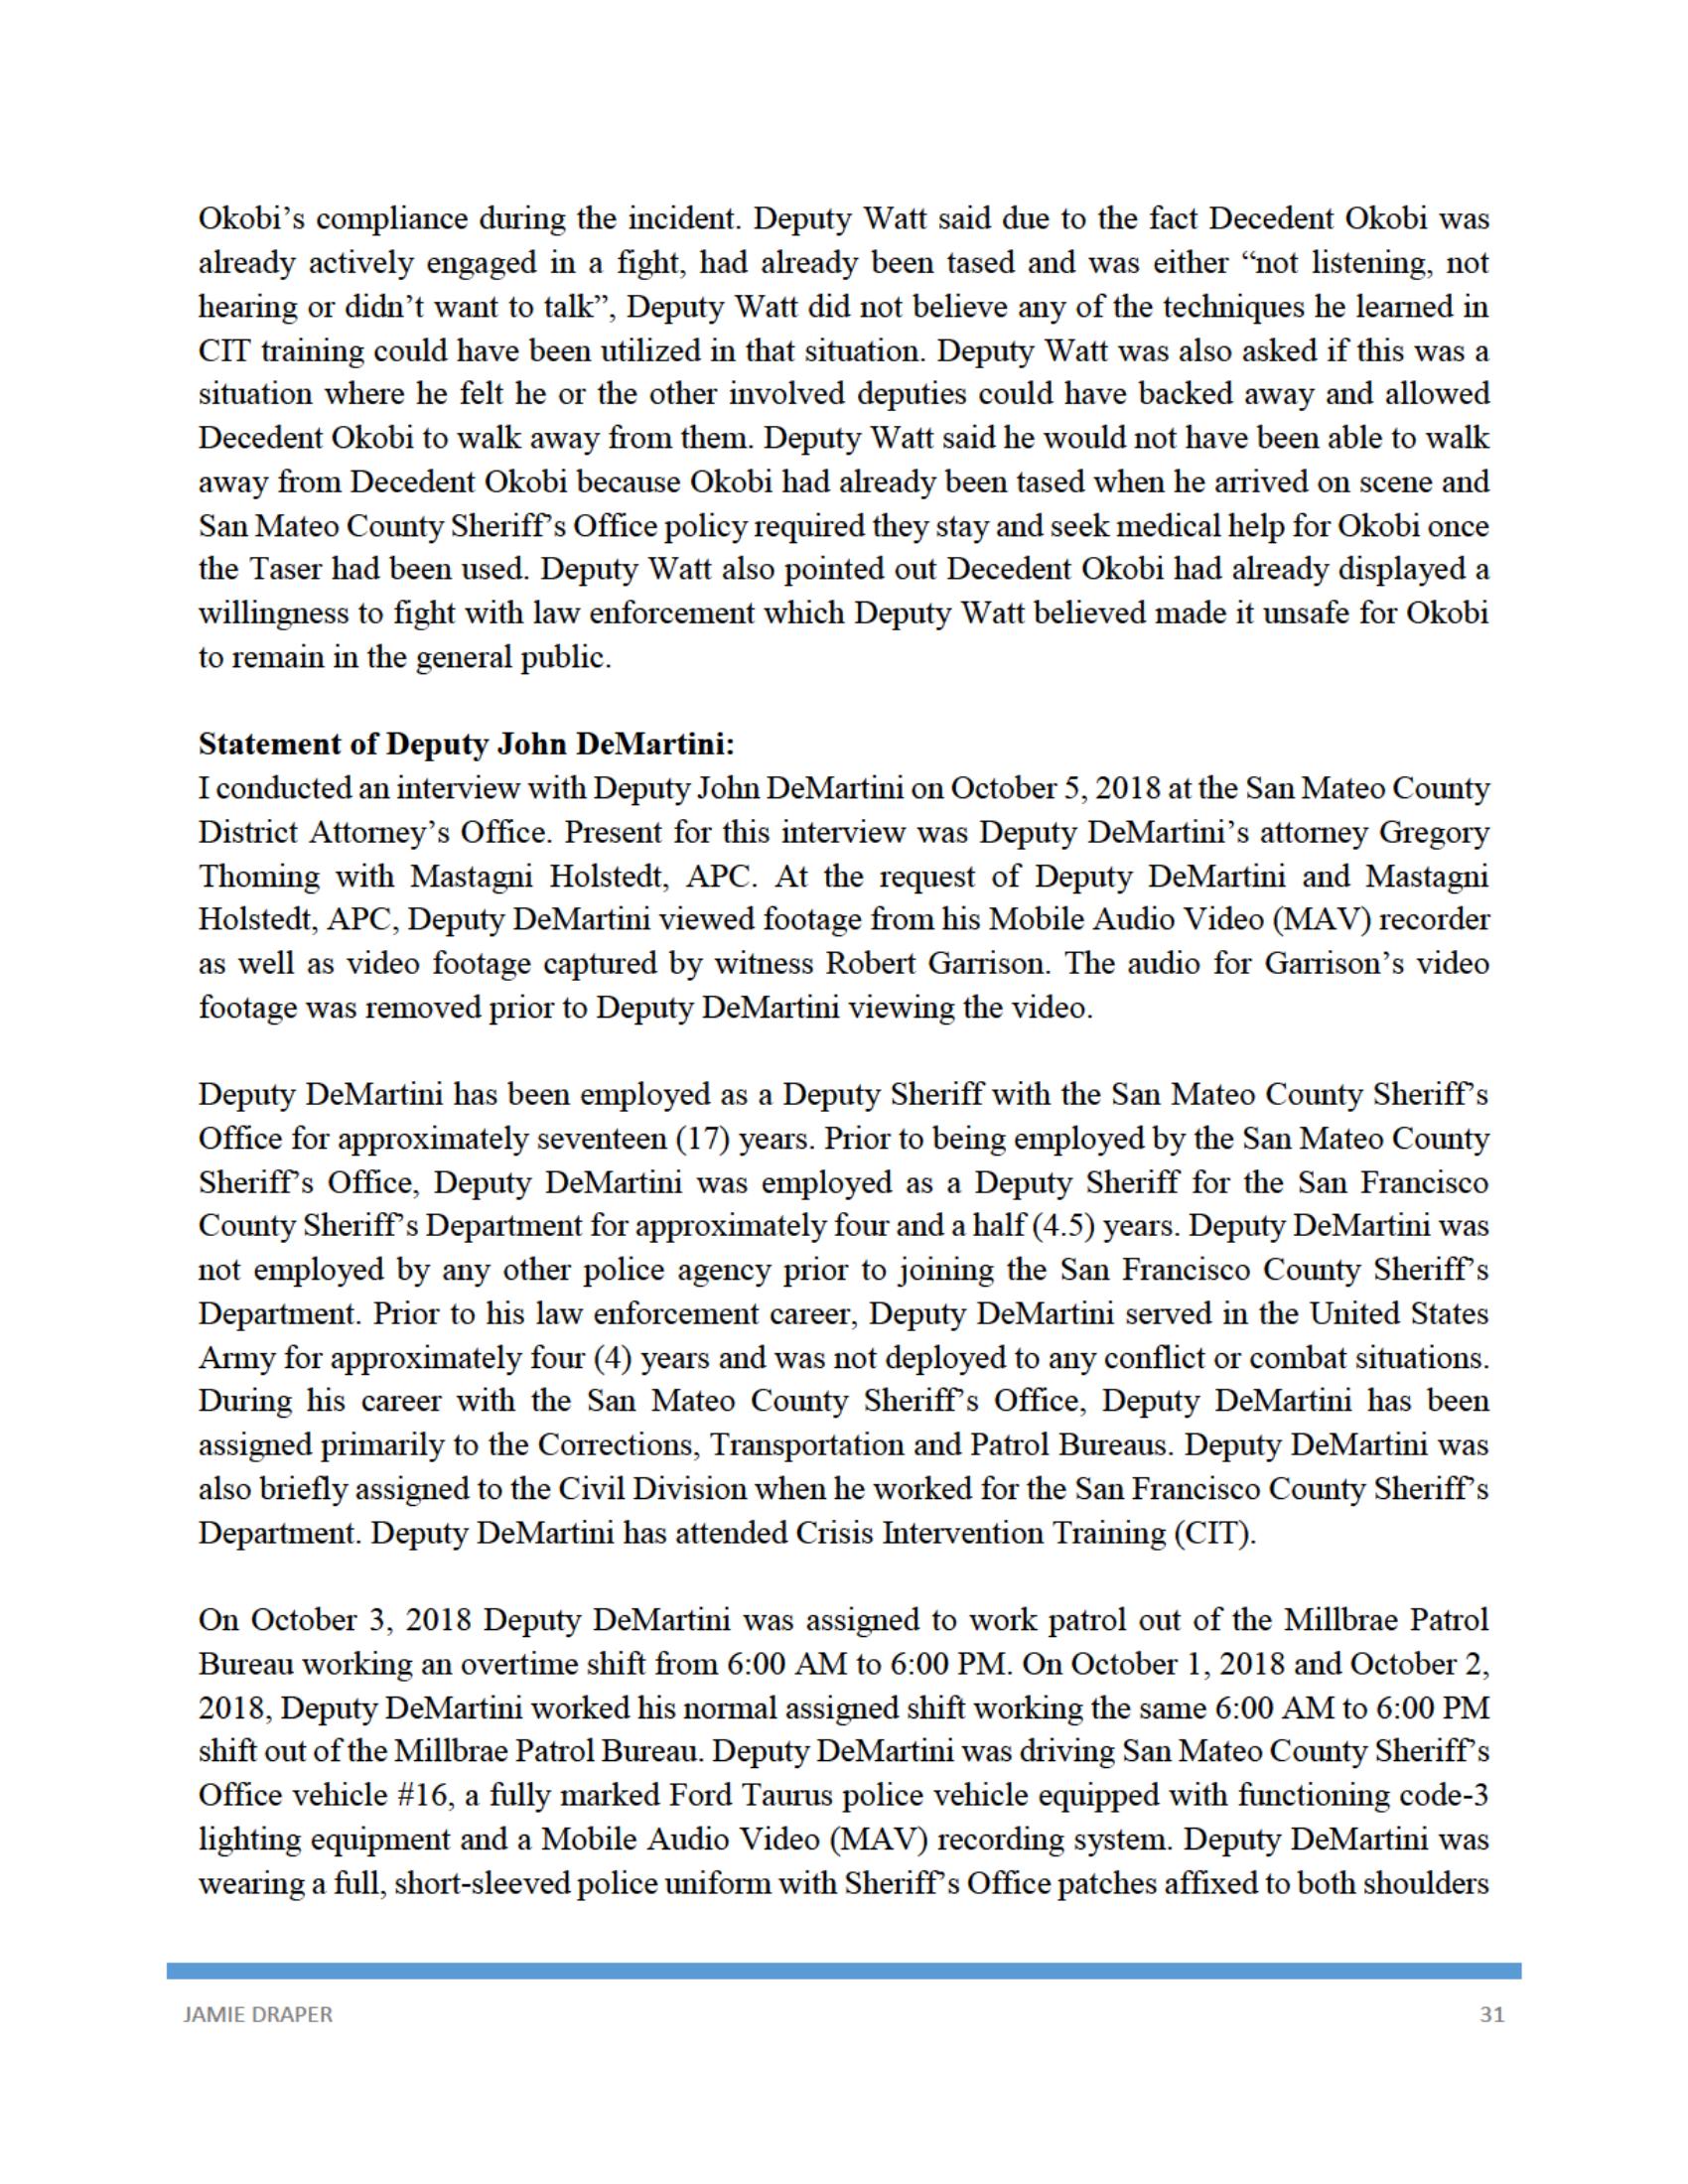 Okobi’s compliance during the incident. Deputy Watt said due to the fact Decedent Okobi was
already actively engaged in a fight, had already been tased and was either “not listening, not
hearing or didn’t want to talk”, Deputy Watt did not believe any of the techniques he learned in
CIT training could have been utilized in that situation. Deputy Watt was also asked if this was a
situation where he felt he or the other involved deputies could have backed away and allowed
Decedent Okobi to walk away from them. Deputy Watt said he would not have been able to walk
away from Decedent Okobi because Okobi had already been tased when he arrived on scene and
San Mateo County Sheriff’s Office policy required they stay and seek medical help for Okobi once
the Taser had been used. Deputy Watt also pointed out Decedent Okobi had already displayed a
willingness to fight with law enforcement which Deputy Watt believed made it unsafe for Okobi
to remain in the general public.
Statement of Deputy John DeMartini:
I conducted an interview with Deputy John DeMartini on October 5, 2018 at the San Mateo County
District Attorney’s Office. Present for this interview was Deputy DeMartini’s attorney Gregory
Thoming with Mastagni Holstedt, APC. At the request of Deputy DeMartini and Mastagni
Holstedt, APC, Deputy DeMartini viewed footage from his Mobile Audio Video (MAV) recorder
as well as video footage captured by witness Robert Garrison. The audio for Garrison’s video
footage was removed prior to Deputy DeMartini viewing the video.
Deputy DeMartini has been employed as a Deputy Sheriff with the San Mateo County Sheriff’s
Office for approximately seventeen (17) years. Prior to being employed by the San Mateo County
Sheriff’s Office, Deputy DeMartini was employed as a Deputy Sheriff for the San Francisco
County Sheriff’s Department for approximately four and a half (4.5) years. Deputy DeMartini was
not employed by any other police agency prior to joining the San Francisco County Sheriff’s
Department. Prior to his law enforcement career, Deputy DeMartini served in the United States
Army for approximately four (4) years and was not deployed to any conflict or combat situations.
During his career with the San Mateo County Sheriff’s Office, Deputy DeMartini has been
assigned primarily to the Corrections, Transportation and Patrol Bureaus. Deputy DeMartini was
also briefly assigned to the Civil Division when he worked for the San Francisco County Sheriff’s
Department. Deputy DeMartini has attended Crisis Intervention Training (CIT).
On October 3, 2018 Deputy DeMartini was assigned to work patrol out of the Millbrae Patrol
Bureau working an overtime shift from 6:00 AM to 6:00 PM. On October 1, 2018 and October 2,
2018, Deputy DeMartini worked his normal assigned shift working the same 6:00 AM to 6:00 PM
shift out of the Millbrae Patrol Bureau. Deputy DeMartini was driving San Mateo County Sheriff’s
Office vehicle #16, a fully marked Ford Taurus police vehicle equipped with functioning code-3
lighting equipment and a Mobile Audio Video (MAV) recording system. Deputy DeMartini was
wearing a full, short-sleeved police uniform with Sheriff’s Office patches affixed to both shoulders
JAMIE DRAPER 31